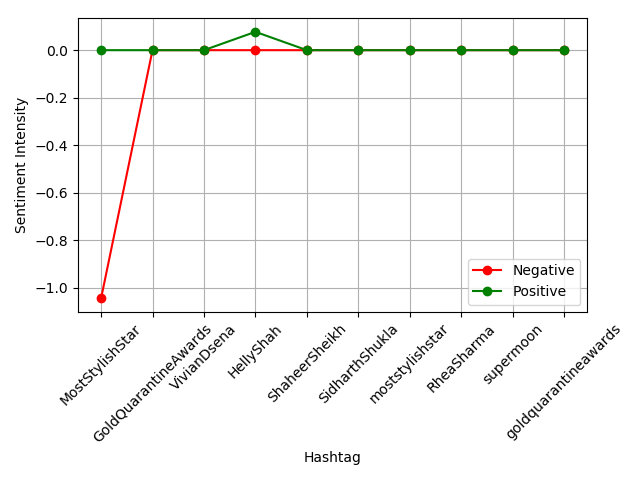 0.0
−0.2
−0.4
−0.6
−0.8
−1.0
Sentiment Intensity
Negative
Positive
MostStylishStar
GoldQuarantineAwards
VivianDsena
HellyShah
ShaheerSheikh
SidharthShukla
moststylishstar
RheaSharma
supermoon
goldquarantineawards
Hashtag